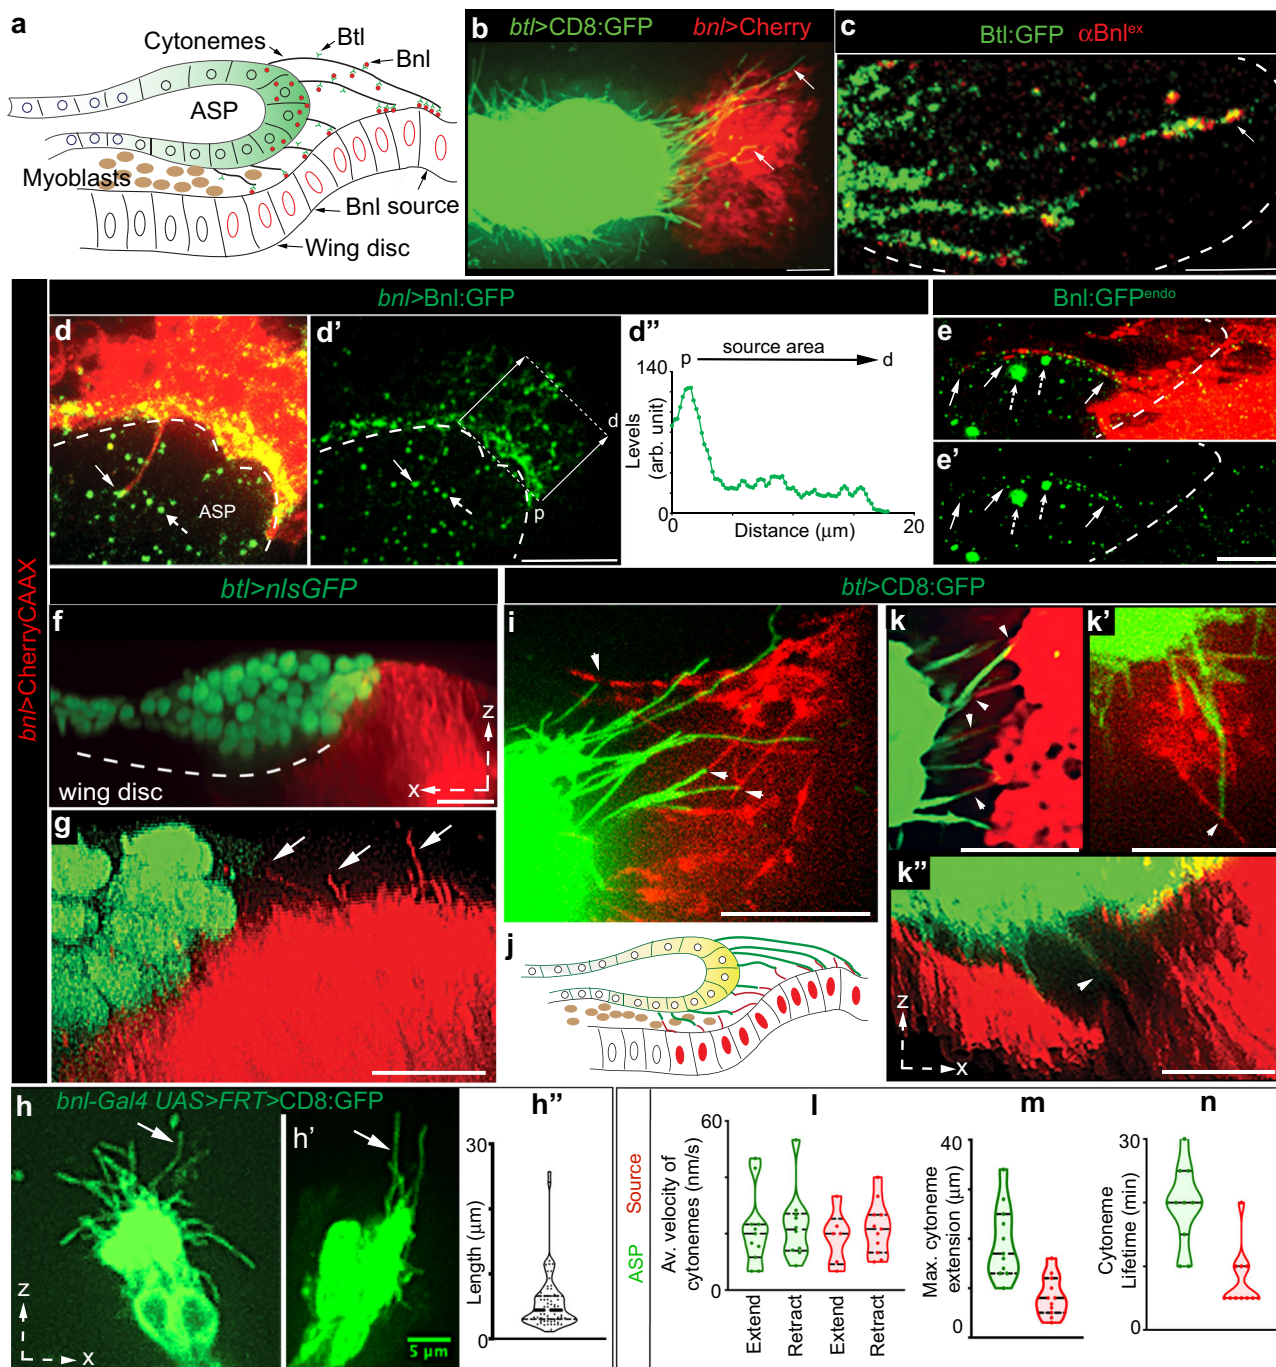 a
Cytonemes
Btl
Bnl
ASP
Myoblasts
Bnl source
Wing disc
b
btl>CD8:GFP
bnl>Cherry
c
Btl:GFP αBnlex
bnl>CherryCAAX
bnl>Bnl:GFP
d
ASP
d'
d
p
d"
source area
p
d
140
0
Levels
(arb. unit)
0
20
Distance (μm)
Bnl:GFPendo
e
e'
btl>nlsGFP
f
z
x
wing disc
g
btl>CD8:GFP
i
j
k
k'
k"
z
x
h
bnl-Gal4 UAS>FRT>CD8:GFP
z
x
h'
5 μm
h"
30
0
Length (μm)
ASP Source
l
60
0
Av. velocity of
cytonemes (nm/s)
Extend
Retract
Extend
Retract
m
40
0
Max. cytoneme
extension (μm)
n
30
0
Cytoneme
Lifetime (min)